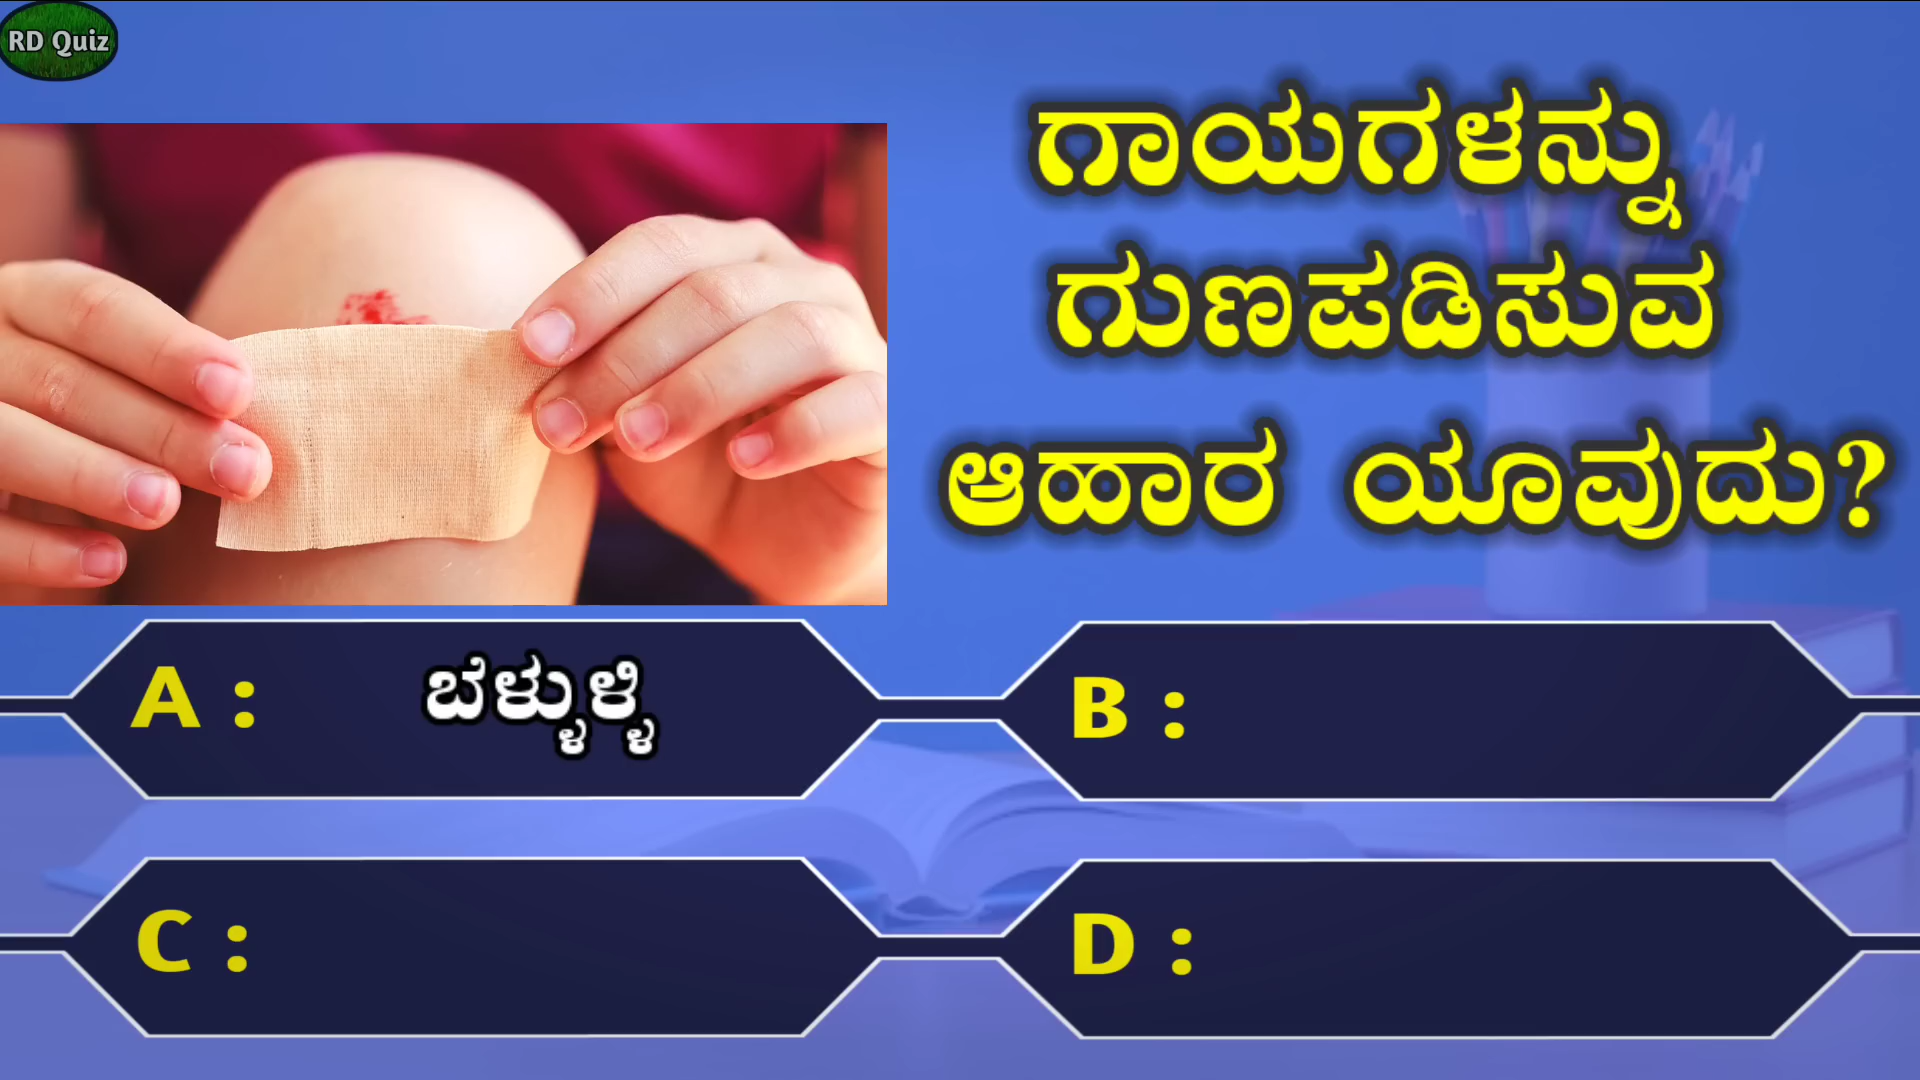 RD Quiz
ಗಾಯಗಳನ್ನು
ಗುಣಪಡಿಸುವ
ಆಹಾರ ಯಾವುದು?
A : ಬೆಳ್ಳುಳ್ಳಿ
B :
C :
D :